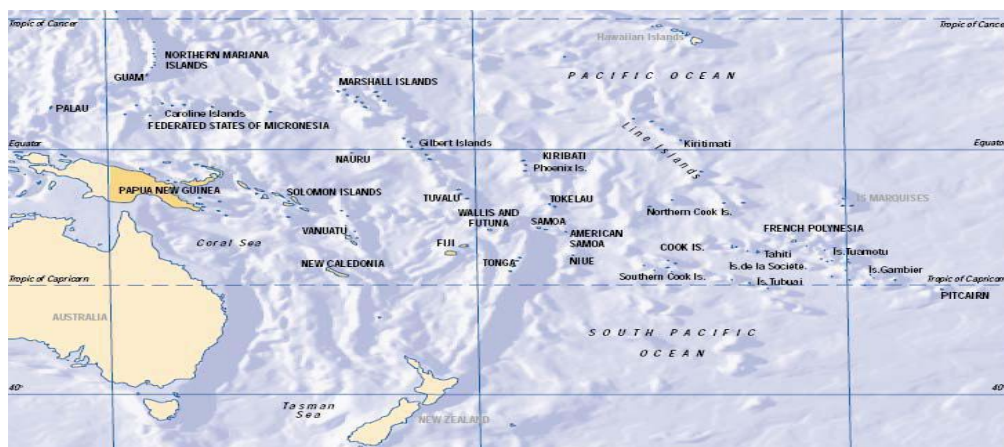 Tropic of Cancer
Tropic of Cancer
Hawaiian Islands
NORTHERN MARIANA
ISLANDS
GUAM
PACIFIC OCEAN
MARSHALL ISLANDS
PALAU
Caroline Islands
FEDERATED STATES OF MICRONESIA
Line Islands
Gilbert Islands
Kiritimati
Equator
Equator
NAURU
KIRIBATI
Phoenix Is.
PAPUA NEW GUINEA
SOLOMON ISLANDS
TUVALU
TOKELAU
IS MARQUISES
WALLIS AND
FUTUNA
Northern Cook Is.
SAMOA
FRENCH POLYNESIA
VANUATU
AMERICAN
SAMOA
Coral Sea
FIJI
COOK IS.
Tahiti
Is.Tuamotu
NEW CALEDONIA
TONGA
NIUE
Is.de la Societe.
Is.Gambier
Southern Cook Is.
Tropic of Capricorn
Tropic of Capricorn
Is.Tubuai
PITCAIRN
AUSTRALIA
SOUTH PACIFIC
OCEAN
40°
40°
Tasman
Sea
NEW ZEALAND